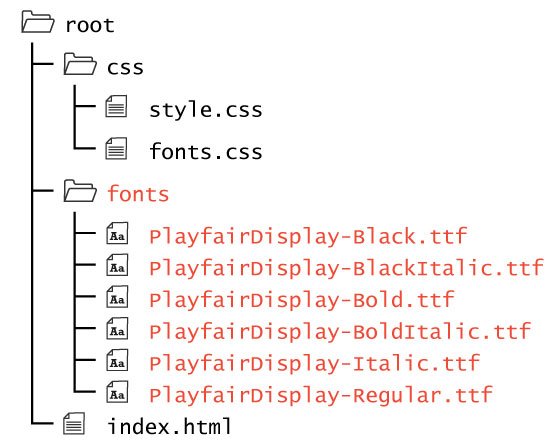 root
css
style.css
fonts.css
fonts
Aa PlayfairDisplay-Black.ttf
Aa PlayfairDisplay-BlackItalic.ttf
Aa PlayfairDisplay-Bold.ttf
Aa PlayfairDisplay-BoldItalic.ttf
Aa PlayfairDisplay-Italic.ttf
Aa PlayfairDisplay-Regular.ttf
index.html